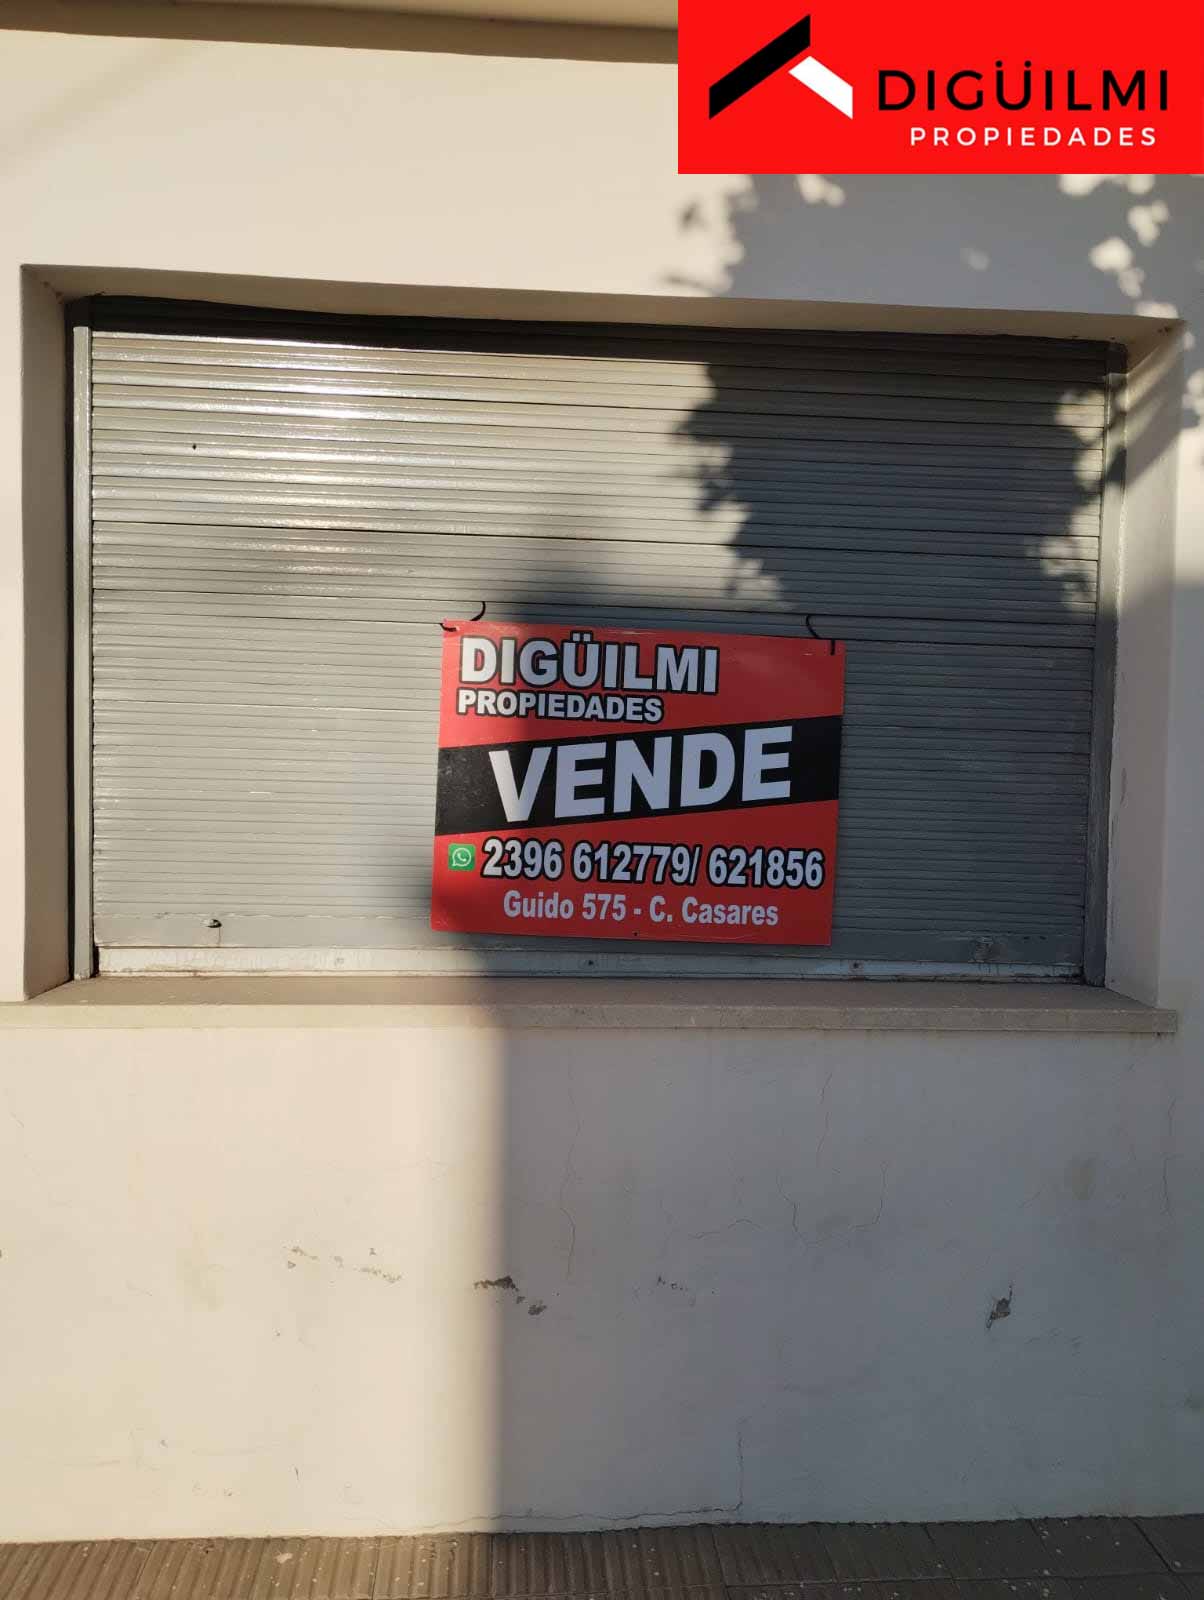 DIGÜILMI
PROPIEDADES
DIGÜILMI
PROPIEDADES
VENDE
2396 612779/ 621856
Guido 575 - C. Casares